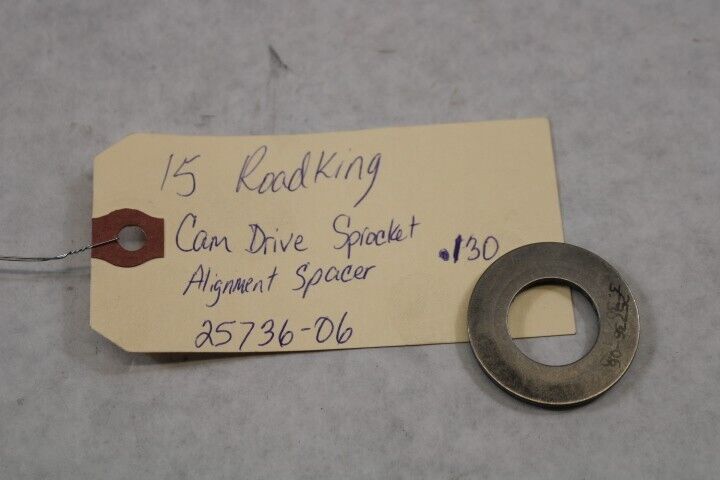 15 RoadKing
Cam Drive Sprocket
Alignment Spacer
.130
25736-06